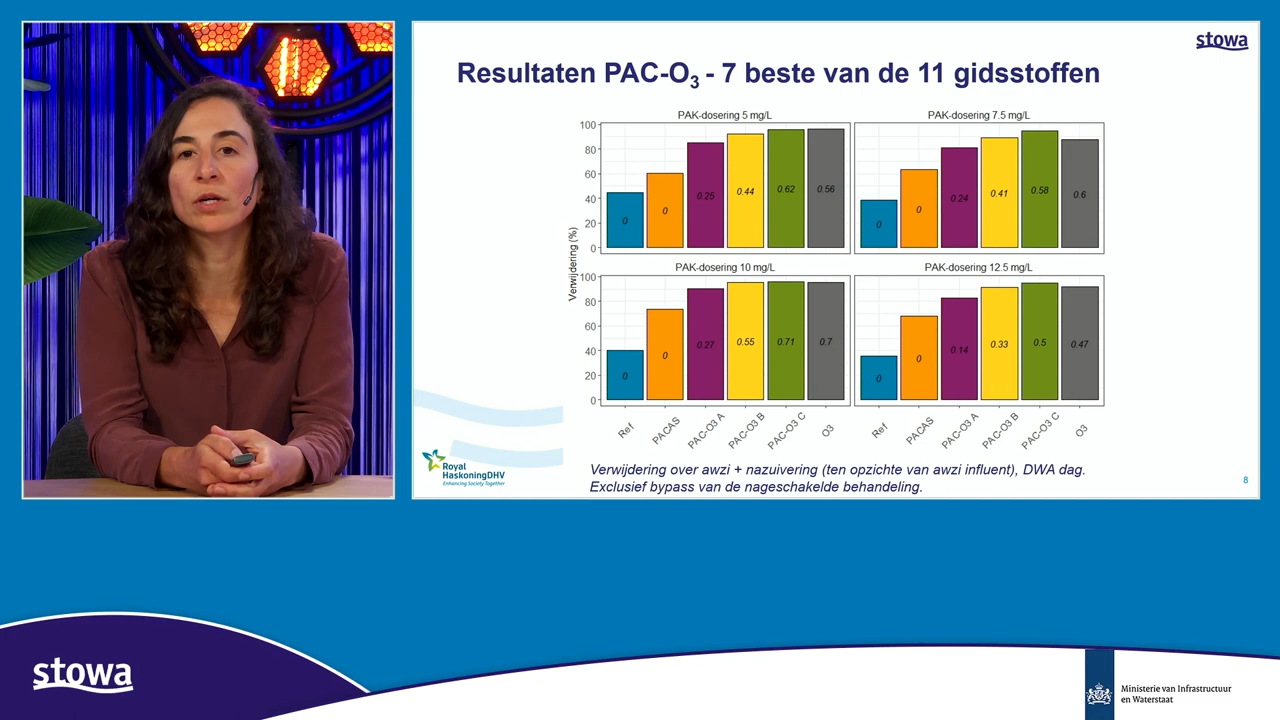 stowa
Resultaten PAC-O3 - 7 beste van de 11 gidsstoffen
PAK-dosering 5 mg/L
PAK-dosering 7.5 mg/L
Verwijdering (%)
100
80
60
40
20
0
0
0
0.25
0.44
0.62
0.56
0
0
0.24
0.41
0.58
0.6
PAK-dosering 10 mg/L
PAK-dosering 12.5 mg/L
100
80
60
40
20
0
0
0
0.27
0.55
0.71
0.7
0
0
0.14
0.33
0.5
0.47
Ref
PACAS
PAC-O3 A
PAC-O3 B
PAC-O3 C
O3
Ref
PACAS
PAC-O3 A
PAC-O3 B
PAC-O3 C
O3
Royal
HaskoningDHV
Enhancing Society Together
Verwijdering over awzi + nazuivering (ten opzichte van awzi influent), DWA dag.
Exclusief bypass van de nageschakelde behandeling.
8
stowa
Ministerie van Infrastructuur
en Waterstaat